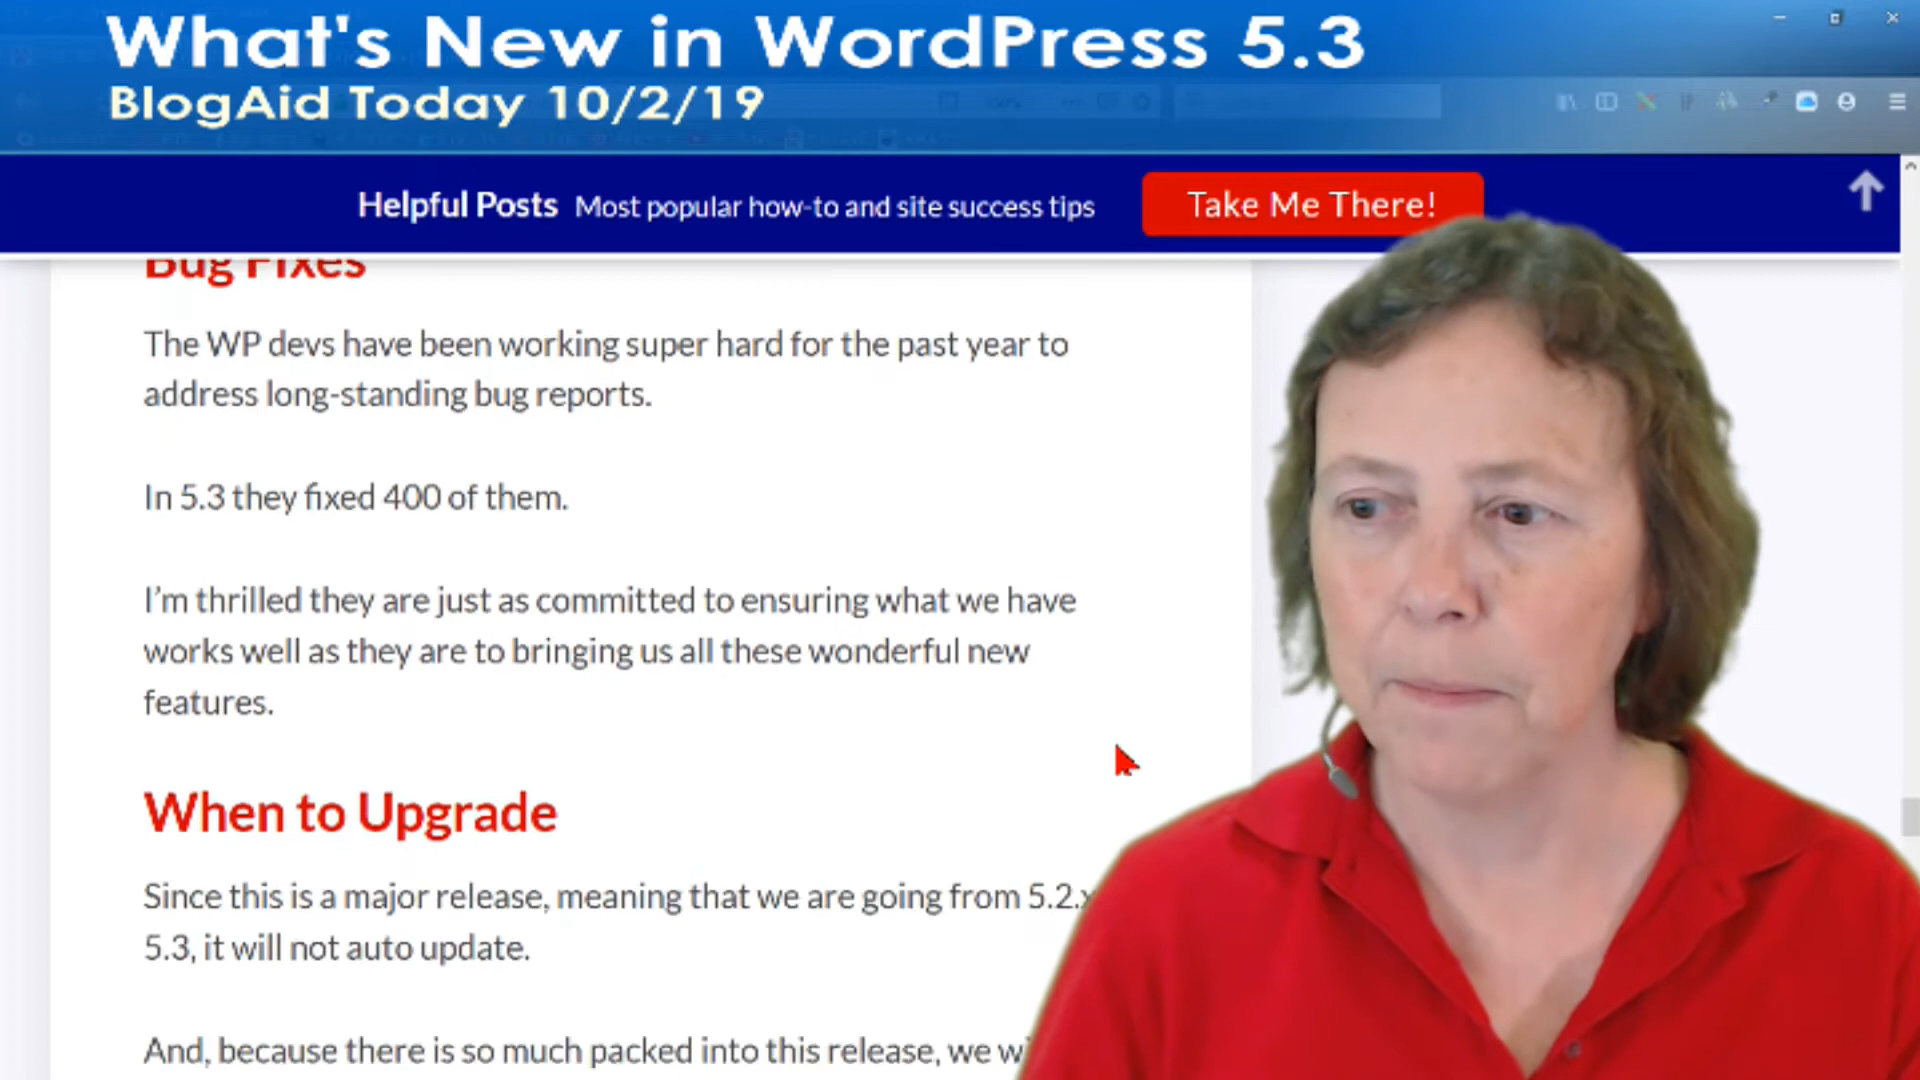 What's New in WordPress 5.3
BlogAid Today 10/2/19
Helpful Posts Most popular how-to and site success tips Take Me There!
Bug Fixes
The WP devs have been working super hard for the past year to
address long-standing bug reports.
In 5.3 they fixed 400 of them.
I'm thrilled they are just as committed to ensuring what we have
works well as they are to bringing us all these wonderful new
features.
When to Upgrade
Since this is a major release, meaning that we are going from 5.2.x
5.3, it will not auto update.
And, because there is so much packed into this release, we